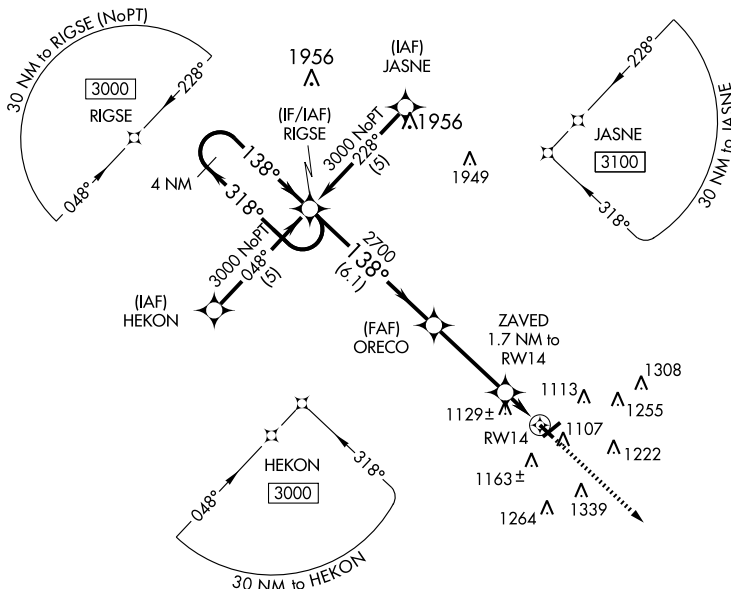 30 NM to RIGSE (NoPT)
3000
RIGSE
228°
048°
1956
(IAF)
JASNE
(IF/IAF)
RIGSE
1956
1949
3000 NoPT
228°
(5)
4 NM
138°
318°
3000 NoPT
048°
(5)
(IAF)
HEKON
228°
JASNE
3100
318°
30 NM to JASNE
2700
138°
(6.1)
(FAF)
ORECO
ZAVED
1.7 NM to
RW14
1308
1113
1255
1129±
RW14
1107
1222
1163±
1339
1264
HEKON
3000
048°
318°
30 NM to HEKON